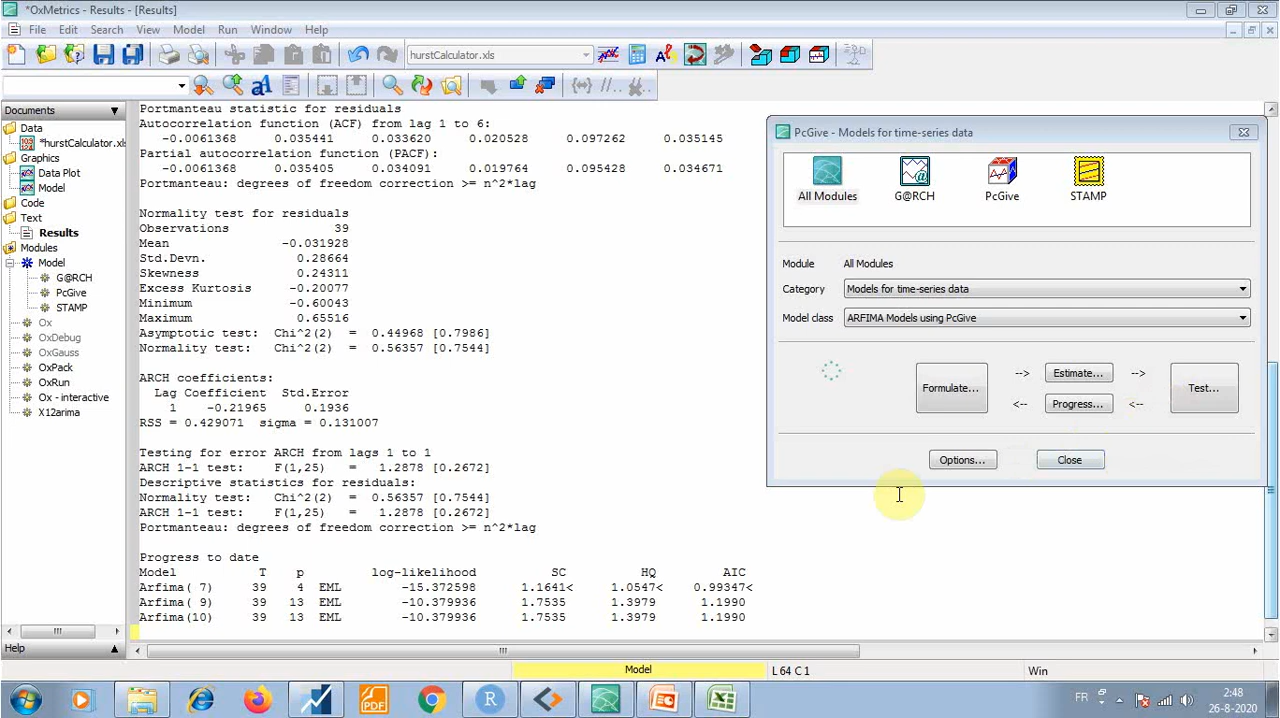 *OxMetrics - Results - [Results]
File Edit Search View Model Run Window Help
hurstCalculator.xls
Documents
Data
*hurstCalculator.xls
Graphics
Data Plot
Model
Code
Text
Results
Modules
Model
G@RCH
PcGive
STAMP
Ox
OxDebug
OxGauss
OxPack
OxRun
Ox - interactive
X12arima
Help
Portmanteau statistic for residuals
Autocorrelation function (ACF) from lag 1 to 6:
-0.0061368 0.035441 0.033620 0.020528 0.097262 0.035145
Partial autocorrelation function (PACF):
-0.0061368 0.035405 0.034091 0.019764 0.095428 0.034671
Portmanteau: degrees of freedom correction >= n^2*lag
Normality test for residuals
Observations 39
Mean -0.031928
Std.Devn. 0.28664
Skewness 0.24311
Excess Kurtosis -0.20077
Minimum -0.60043
Maximum 0.65516
Asymptotic test: Chi^2(2) = 0.44968 [0.7986]
Normality test: Chi^2(2) = 0.56357 [0.7544]
ARCH coefficients:
Lag Coefficient Std.Error
1 -0.21965 0.1936
RSS = 0.429071 sigma = 0.131007
Testing for error ARCH from lags 1 to 1
ARCH 1-1 test: F(1,25) = 1.2878 [0.2672]
Descriptive statistics for residuals:
Normality test: Chi^2(2) = 0.56357 [0.7544]
ARCH 1-1 test: F(1,25) = 1.2878 [0.2672]
Portmanteau: degrees of freedom correction >= n^2*lag
Progress to date
Model T p log-likelihood SC HQ AIC
Arfima( 7) 39 4 EML -15.372598 1.1641< 1.0547< 0.99347<
Arfima( 9) 39 13 EML -10.379936 1.7535 1.3979 1.1990
Arfima(10) 39 13 EML -10.379936 1.7535 1.3979 1.1990
PcGive - Models for time-series data
All Modules G@RCH PcGive STAMP
Module All Modules
Category Models for time-series data
Model class ARFIMA Models using PcGive
Formulate... --> Estimate... --> Test...
<-- Progress... <--
Options... Close
Model L 64 C 1 Win
FR 2:48
26-8-2020